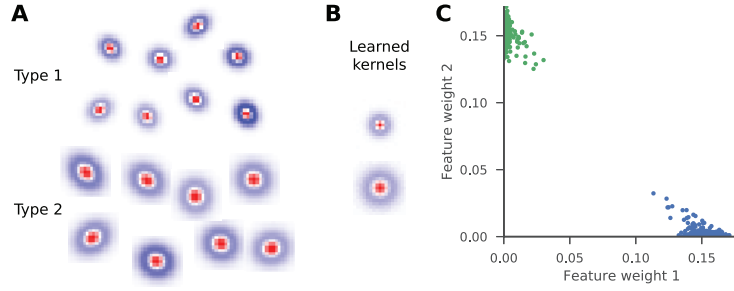 A
Type 1
Type 2
B
Learned
kernels
C
Feature weight 2
0.15
0.10
0.05
0.00
0.00
0.05
0.10
0.15
Feature weight 1